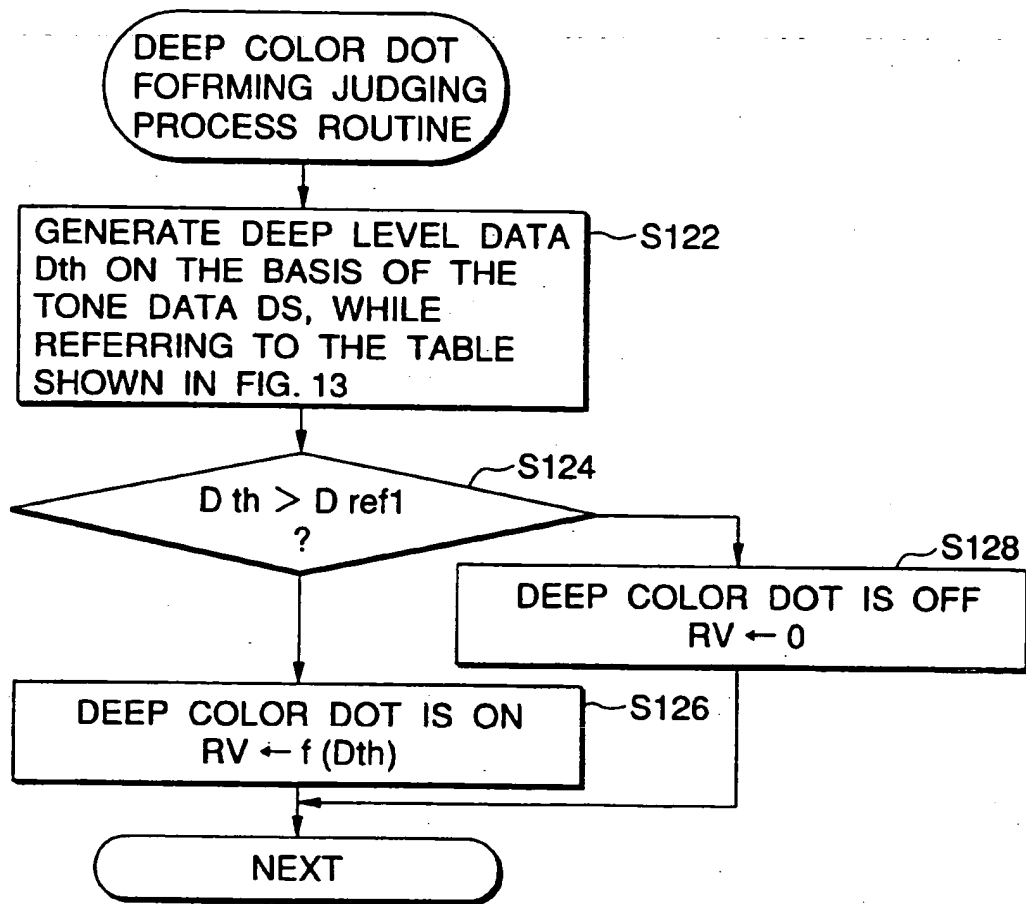 DEEP COLOR DOT
FOFRMING JUDGING
PROCESS ROUTINE
GENERATE DEEP LEVEL DATA
Dth ON THE BASIS OF THE
TONE DATA DS, WHILE
REFERRING TO THE TABLE
SHOWN IN FIG. 13
S122
S124
D th > D ref1
?
S128
DEEP COLOR DOT IS OFF
RV ← 0
S126
DEEP COLOR DOT IS ON
RV ← f (Dth)
NEXT